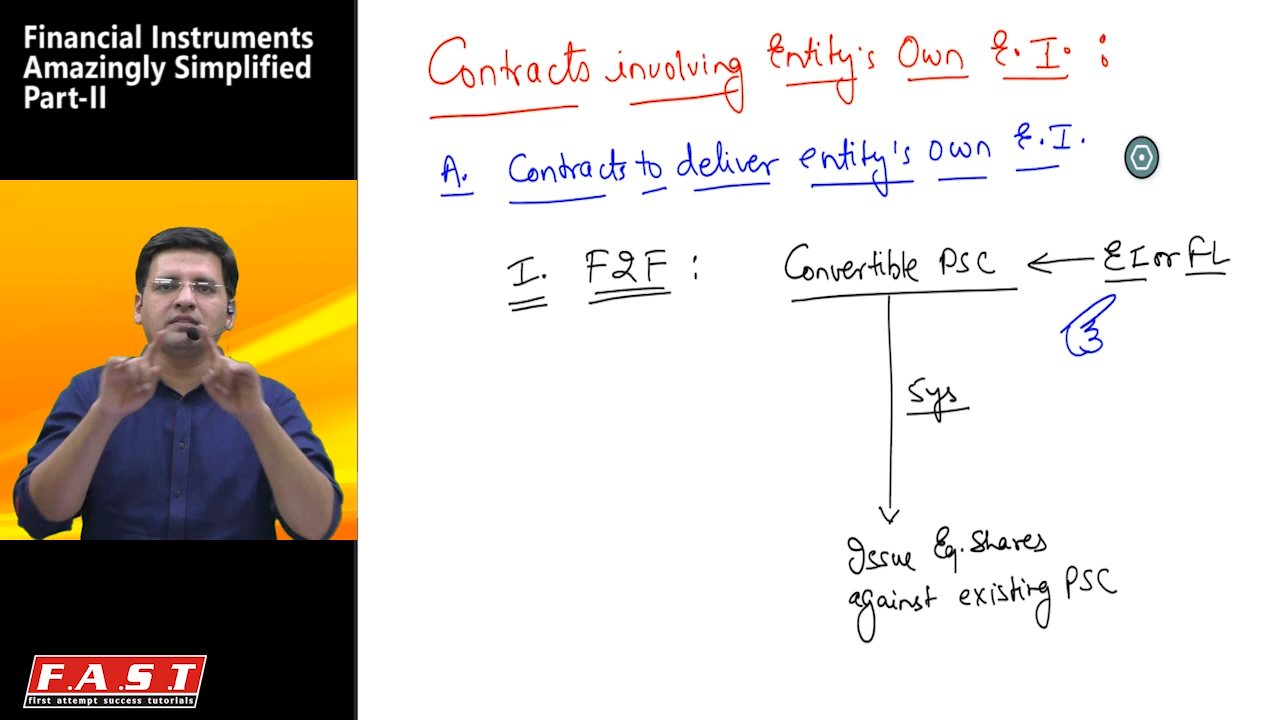 Financial Instruments
Amazingly Simplified
Part-II
Contracts involving Entity's Own E.I. :
A. Contracts to deliver entity's own E.I.
I. F2F : Convertible PSC ← EI or FL
5ys
Issue Eq. Shares
against existing PSC
F.A.S.T
first attempt success tutorials